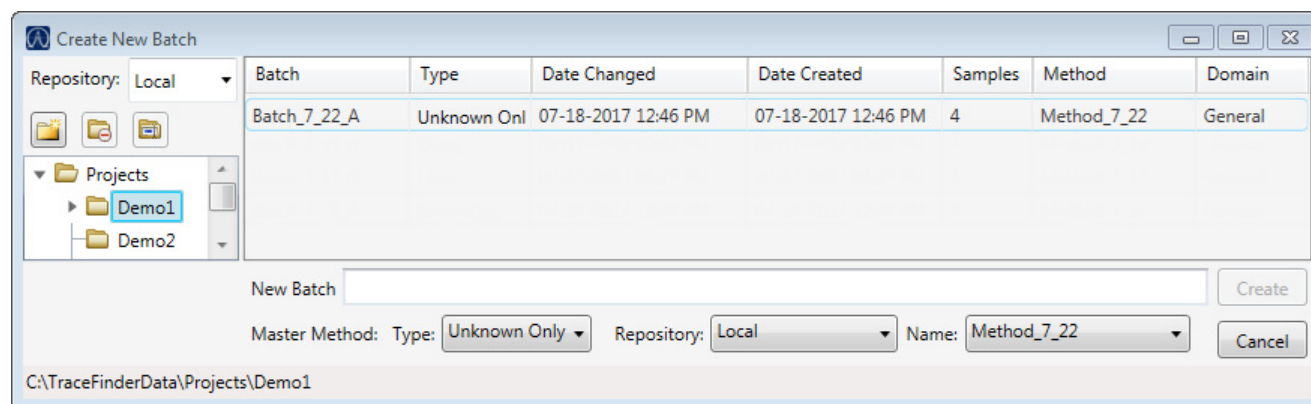 Create New Batch
Repository: Local
Batch Type Date Changed Date Created Samples Method Domain
Batch_7_22_A Unknown Onl 07-18-2017 12:46 PM 07-18-2017 12:46 PM 4 Method_7_22 General
Projects
Demo1
Demo2
New Batch Create
Master Method: Type: Unknown Only Repository: Local Name: Method_7_22 Cancel
C:\TraceFinderData\Projects\Demo1